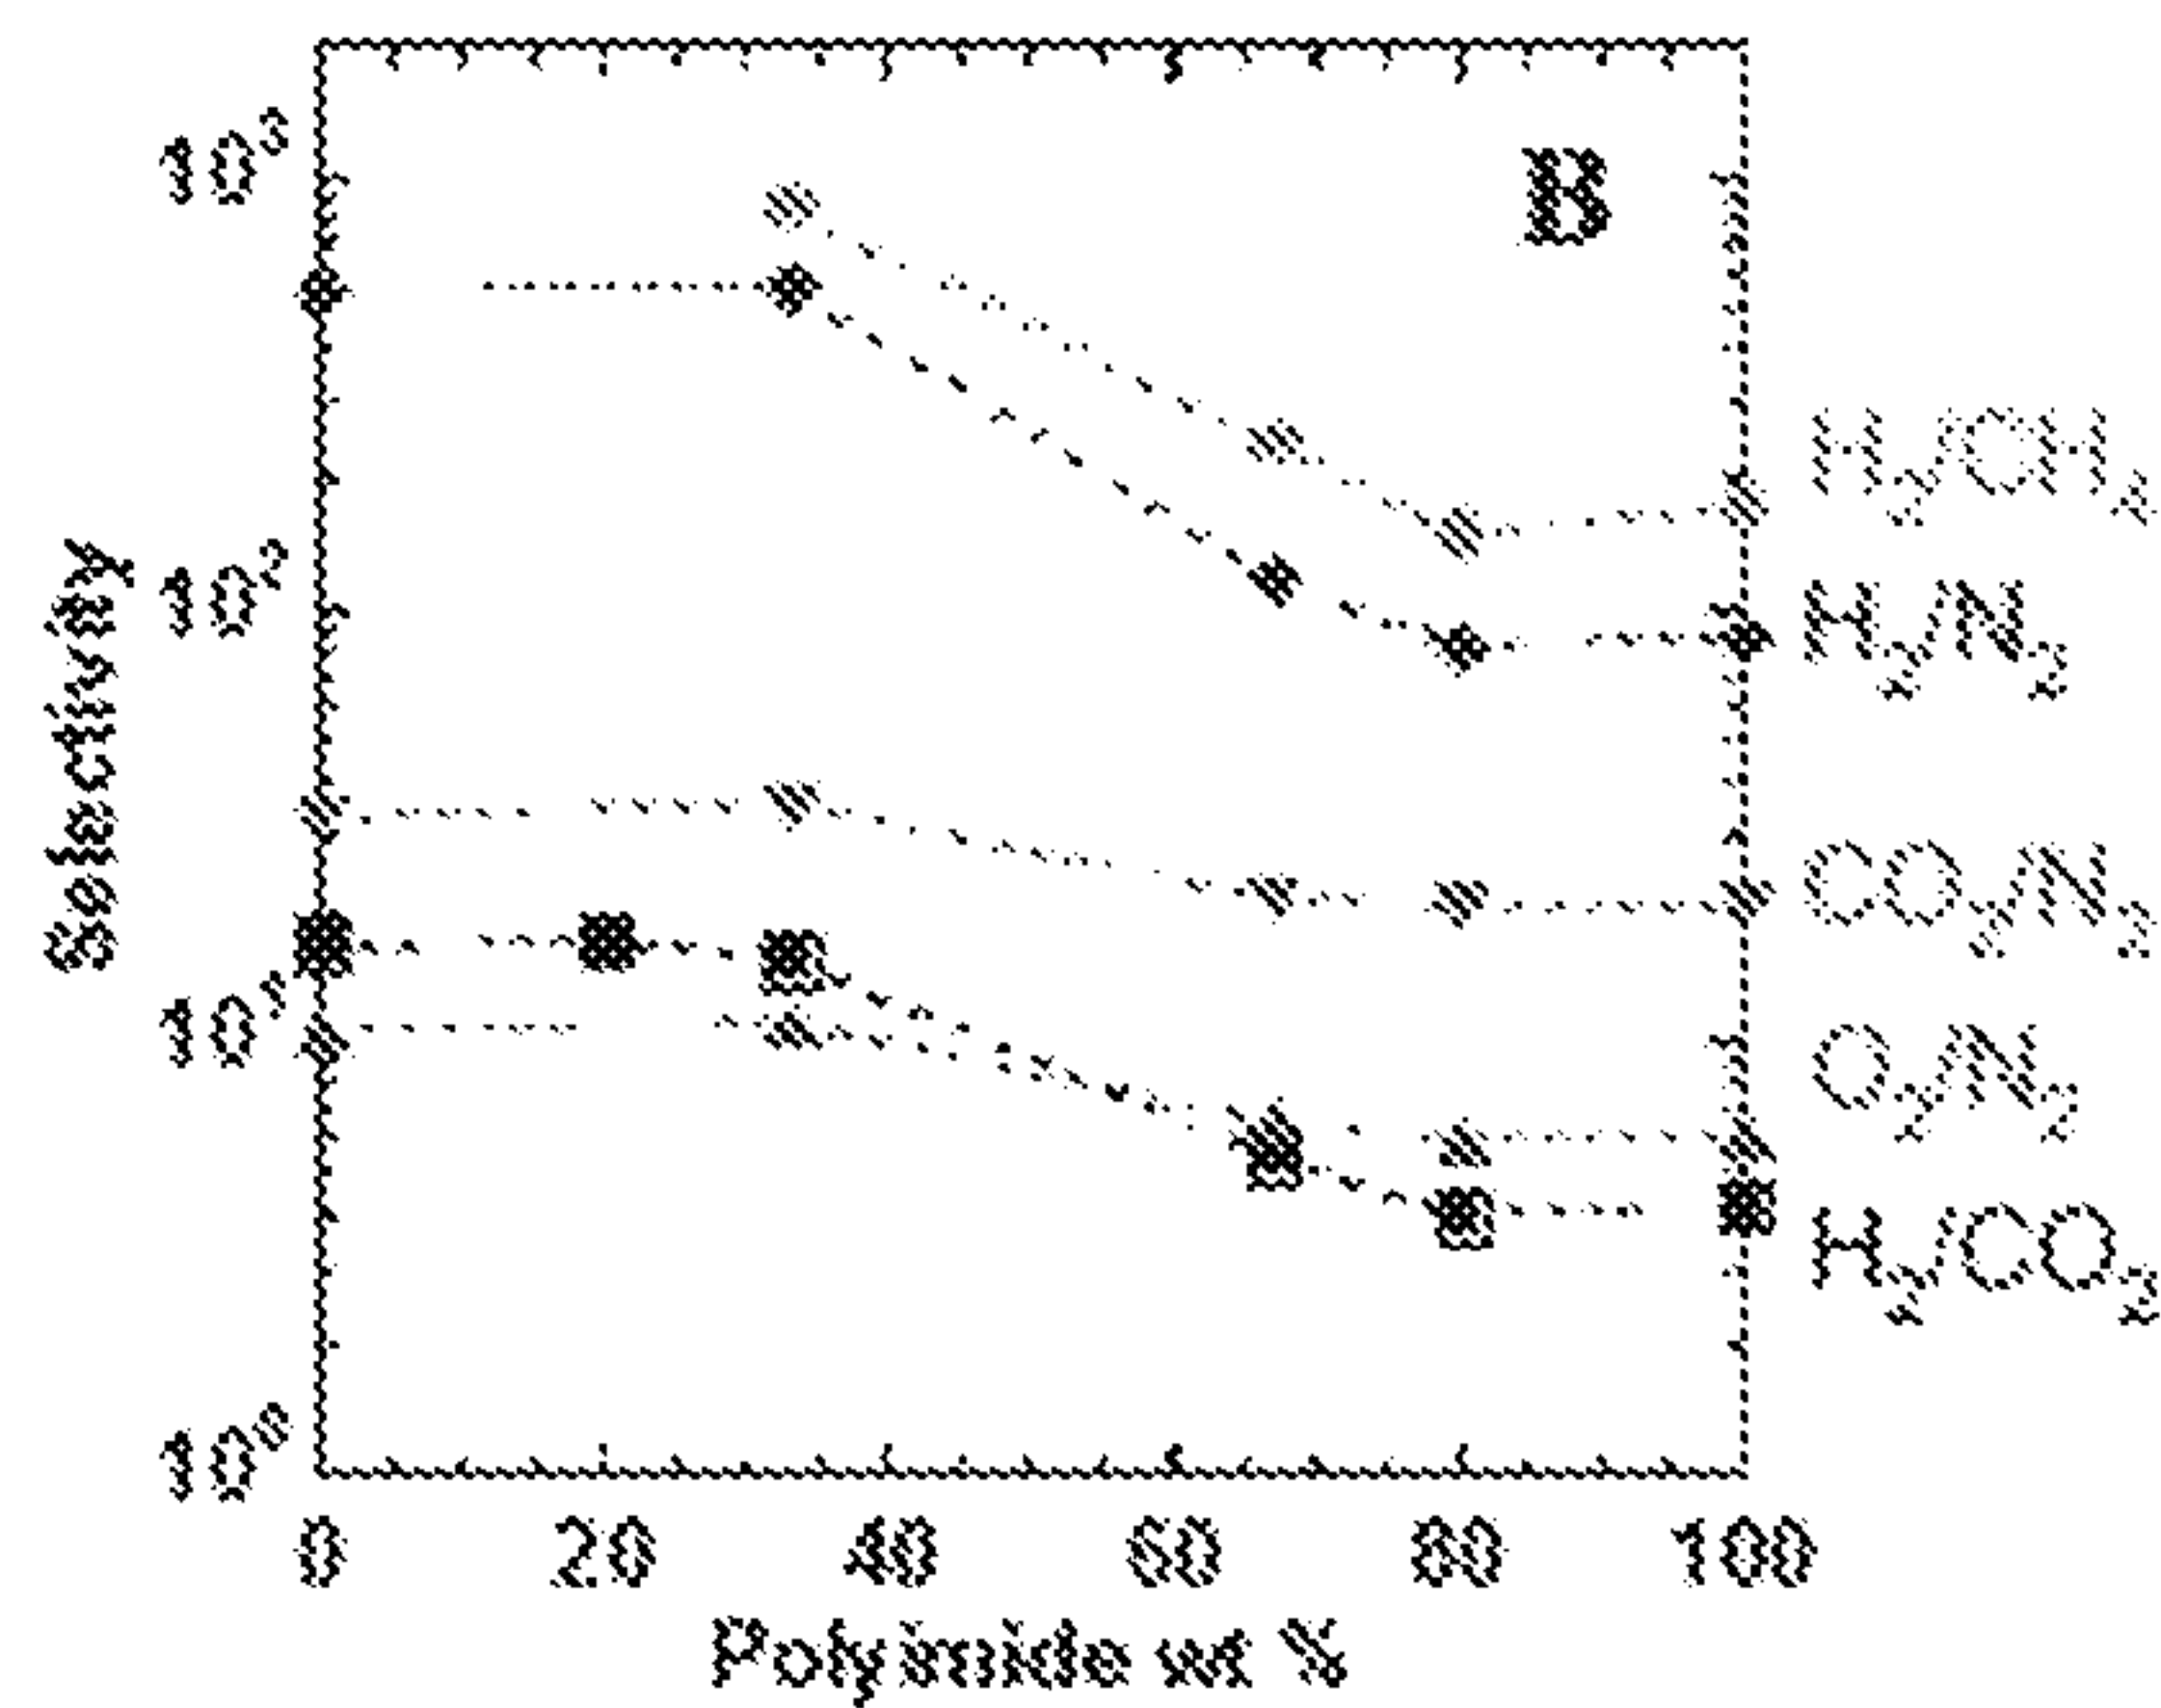 B
10³
10²
10¹
10⁰
Selectivity
H₂/CH₄
H₂/N₂
CO₂/N₂
O₂/N₂
H₂/CO₂
0 20 40 60 80 100
Polyimide wt %